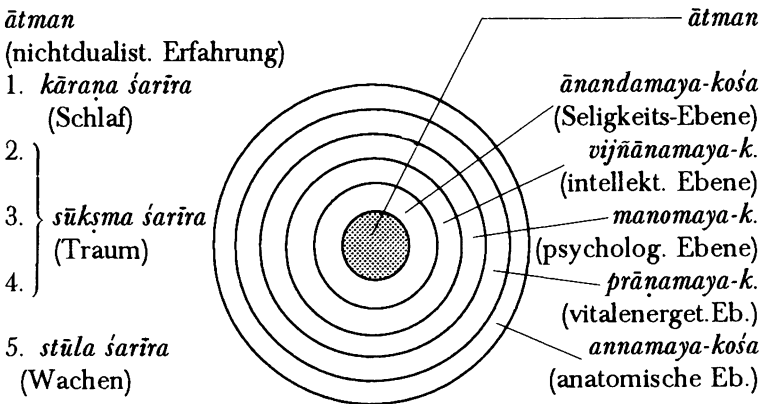 ātman
(nichtdualist. Erfahrung)
1. kāraṇa śarīra
(Schlaf)
2.
3. sūkṣma śarīra
(Traum)
4.
5. stūla śarīra
(Wachen)
ātman
ānandamaya-kośa
(Seligkeits-Ebene)
vijñānamaya-k.
(intellekt. Ebene)
manomaya-k.
(psycholog. Ebene)
prāṇamaya-k.
(vitalenerget.Eb.)
annamaya-kośa
(anatomische Eb.)